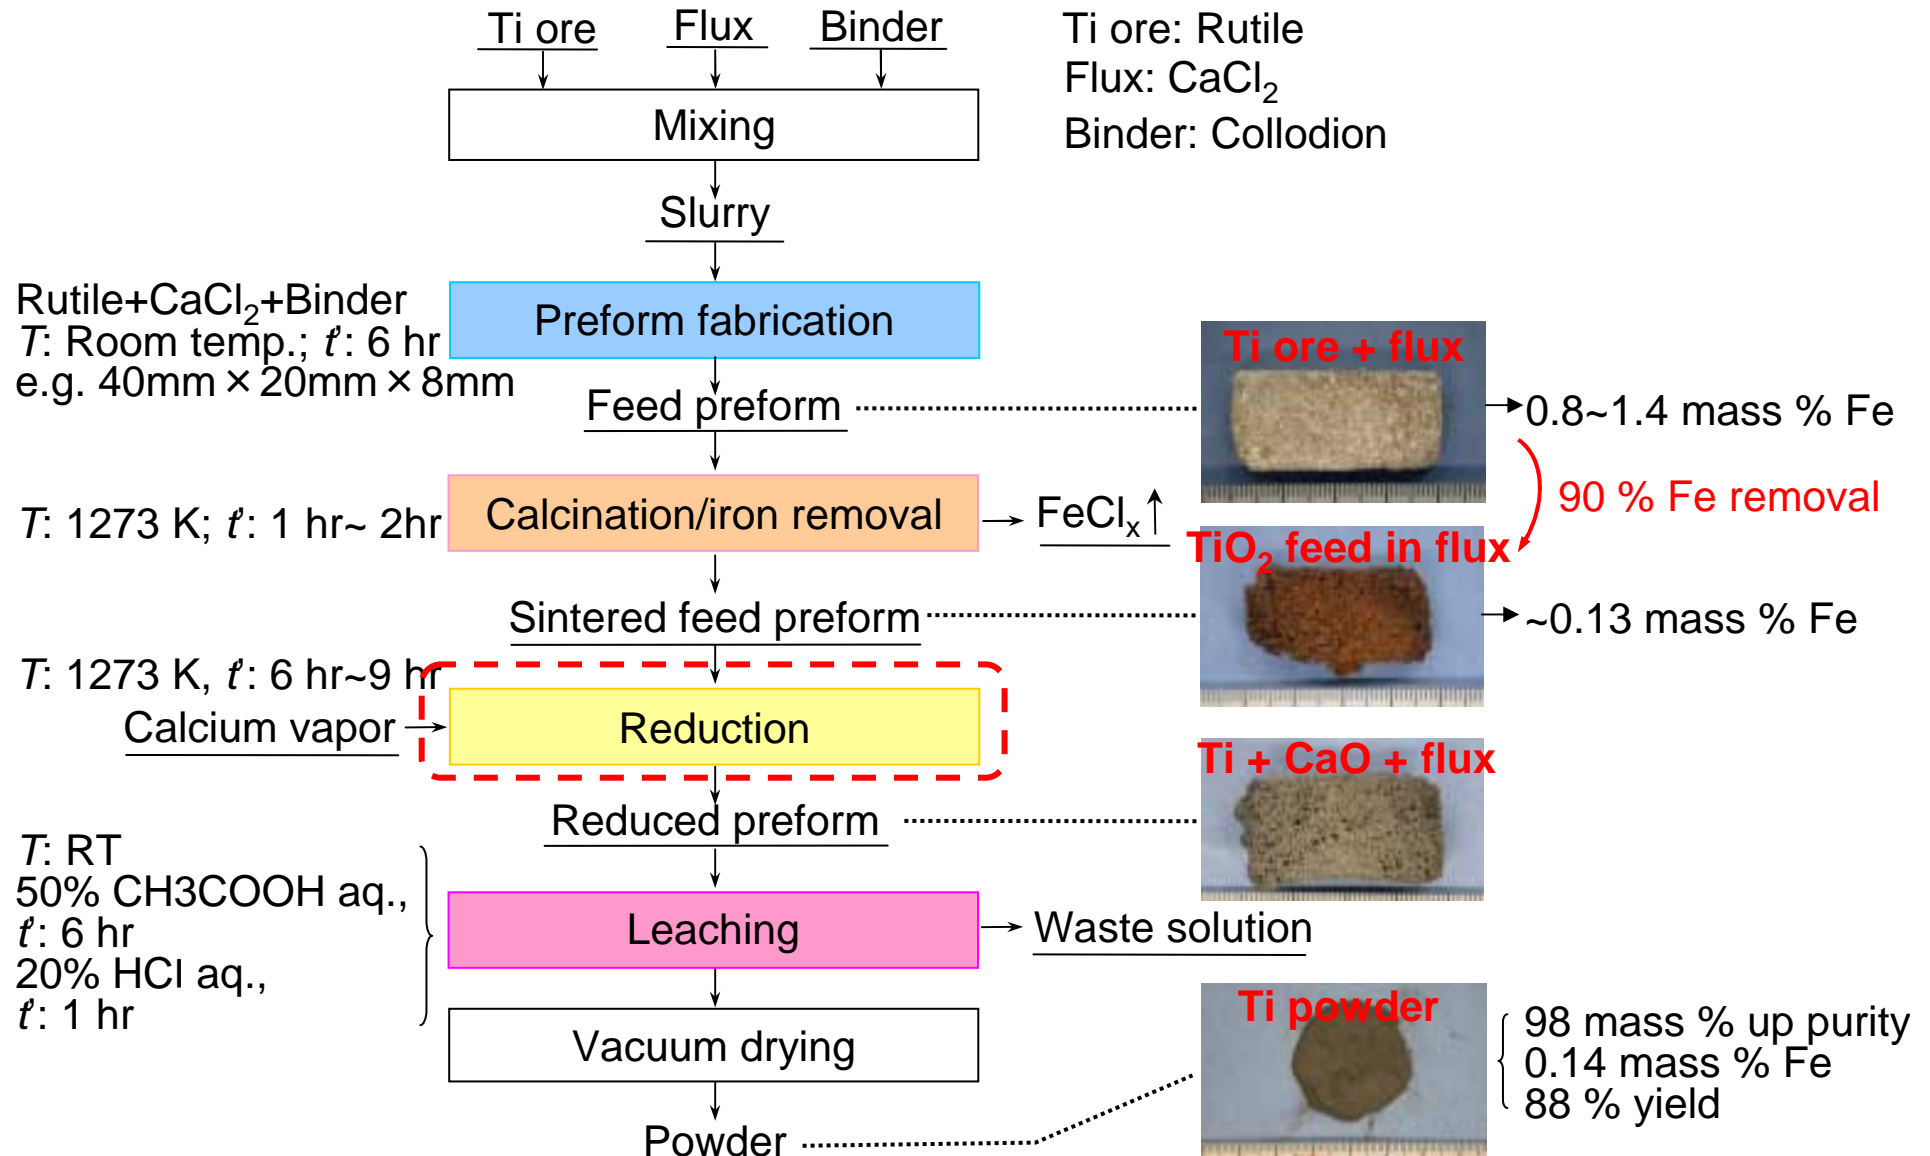 Ti ore
Flux
Binder
Ti ore: Rutile
Flux: CaCl₂
Binder: Collodion
Mixing
Slurry
Rutile+CaCl₂+Binder
T: Room temp.; t': 6 hr
e.g. 40mm × 20mm × 8mm
Preform fabrication
Feed preform
Ti ore + flux
0.8~1.4 mass % Fe
90 % Fe removal
T: 1273 K; t': 1 hr~ 2hr
Calcination/iron removal
FeClₓ↑
TiO₂ feed in flux
Sintered feed preform
~0.13 mass % Fe
T: 1273 K, t': 6 hr~9 hr
Calcium vapor
Reduction
Ti + CaO + flux
Reduced preform
T: RT
50% CH3COOH aq.,
t': 6 hr
20% HCl aq.,
t': 1 hr
Leaching
Waste solution
Vacuum drying
Ti powder
98 mass % up purity
0.14 mass % Fe
88 % yield
Powder